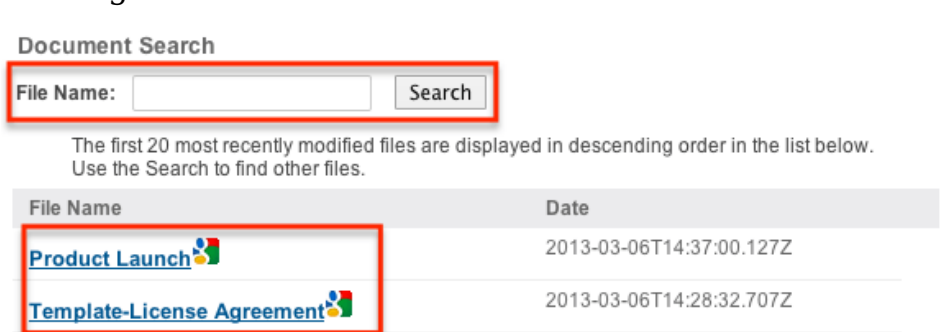 Document Search
File Name: Search
The first 20 most recently modified files are displayed in descending order in the list below.
Use the Search to find other files.
File Name Date
Product Launch 2013-03-06T14:37:00.127Z
Template-License Agreement 2013-03-06T14:28:32.707Z